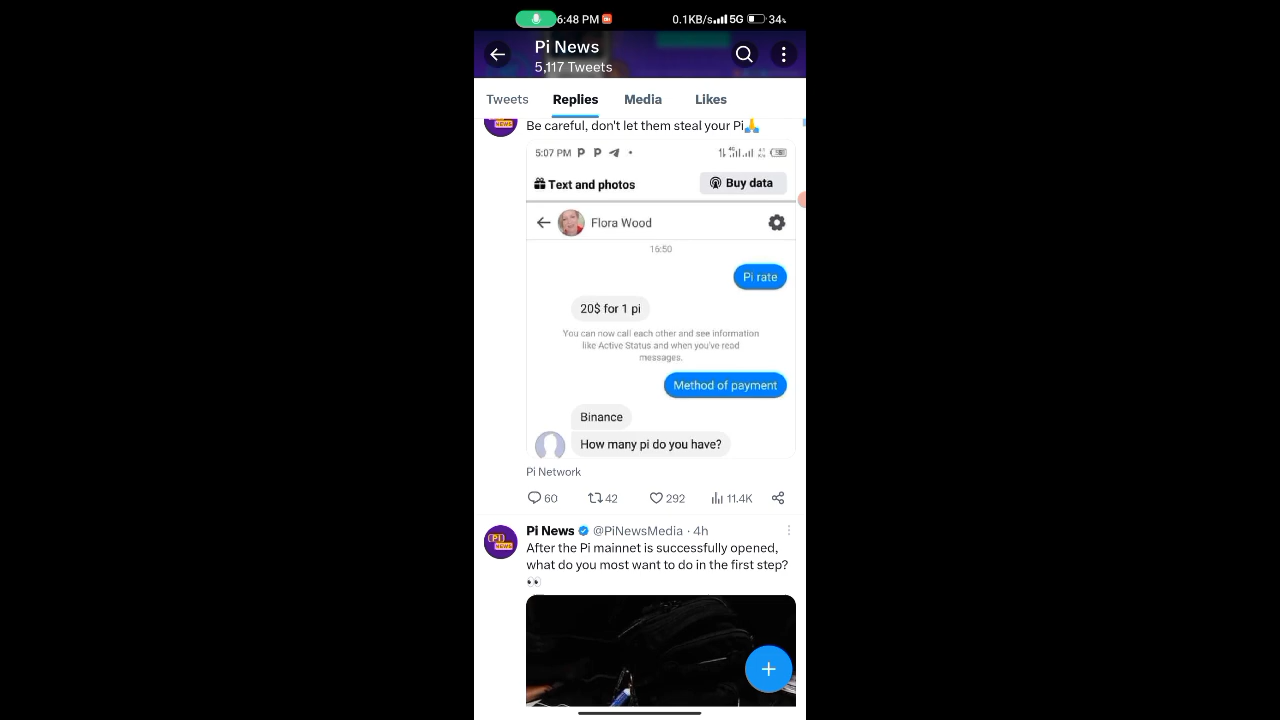 6:48 PM
0.1KB/s 5G 34%
Pi News
5,117 Tweets
Tweets Replies Media Likes
Be careful, don't let them steal your Pi🙏
5:07 PM
Text and photos
Buy data
Flora Wood
16:50
Pi rate
20$ for 1 pi
You can now call each other and see information
like Active Status and when you've read
messages.
Method of payment
Binance
How many pi do you have?
Pi Network
60 42 292 11.4K
Pi News @PiNewsMedia · 4h
After the Pi mainnet is successfully opened,
what do you most want to do in the first step?
👀